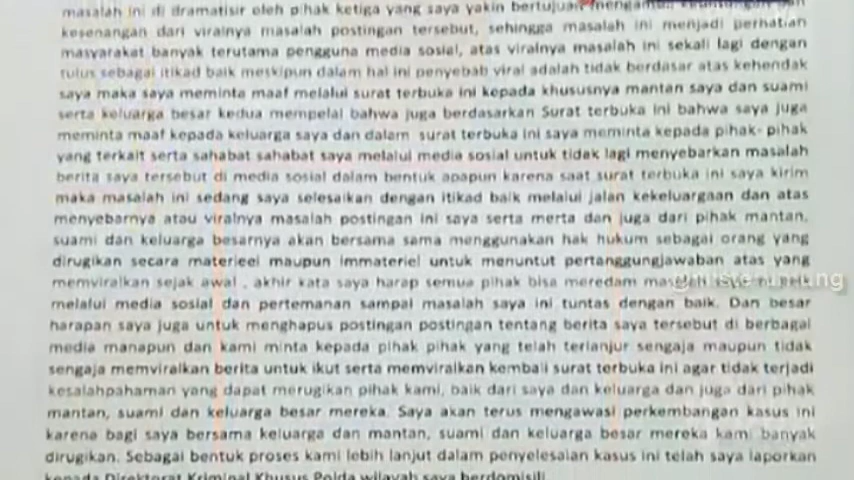 masalah ini di dramatisir oleh pihak ketiga yang saya yakin bertujuan
kesenangan dari viralnya masalah postingan tersebut, sehingga masalah ini menjadi perhatian
masyarakat banyak terutama pengguna media sosial, atas viralnya masalah ini sekali lagi dengan
tulus sebagai itikad baik meskipun dalam hal ini penyebab viral adalah tidak berdasar atas kehendak
saya maka saya meminta maaf melalui surat terbuka ini kepada khususnya mantan saya dan suami
serta keluarga besar kedua mempelai bahwa juga berdasarkan Surat terbuka ini bahwa saya juga
meminta maaf kepada keluarga saya dan dalam surat terbuka ini saya meminta kepada pihak- pihak
yang terkait serta sahabat sahabat saya melalui media sosial untuk tidak lagi menyebarkan masalah
berita saya tersebut di media sosial dalam bentuk apapun karena saat surat terbuka ini saya kirim
maka masalah ini sedang saya selesaikan dengan itikad baik melalui jalan kekeluargaan dan atas
menyebarnya atau viralnya masalah postingan ini saya serta merta dan juga dari pihak mantan,
suami dan keluarga besarnya akan bersama sama menggunakan hak hukum sebagai orang yang
dirugikan secara materieel maupun immateriel untuk menuntut pertanggungjawaban atas yang
memviralkan sejak awal , akhir kata saya harap semua pihak bisa meredam
melalui media sosial dan pertemanan sampai masalah saya ini tuntas dengan baik. Dan besar
harapan saya juga untuk menghapus postingan postingan tentang berita saya tersebut di berbagai
media manapun dan kami minta kepada pihak pihak yang telah terlanjur sengaja maupun tidak
sengaja memviralkan berita untuk ikut serta memviralkan kembali surat terbuka ini agar tidak terjadi
kesalahpahaman yang dapat merugikan pihak kami, baik dari saya dan keluarga dan juga dari pihak
mantan, suami dan keluarga besar mereka. Saya akan terus mengawasi perkembangan kasus ini
karena bagi saya bersama keluarga dan mantan, suami dan keluarga besar mereka kami banyak
dirugikan. Sebagai bentuk proses kami lebih lanjut dalam penyelesaian kasus ini telah saya laporkan
kepada Direktorat Kriminal Khusus Polda wilayah saya berdomisili